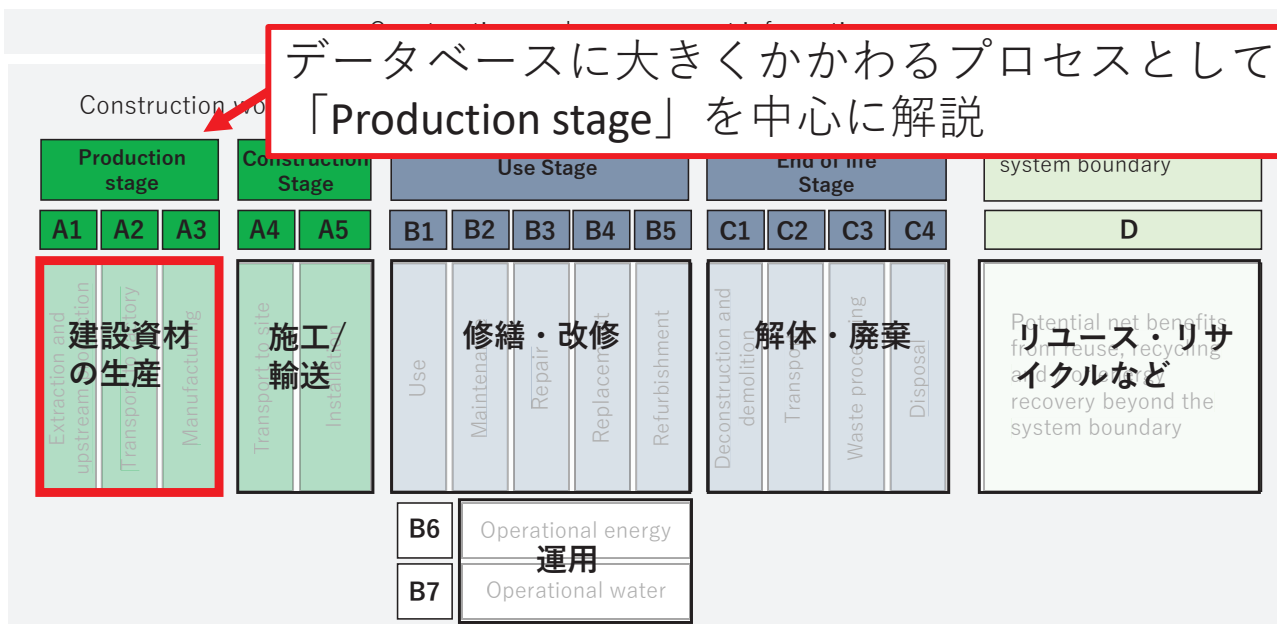 データベースに大きくかかわるプロセスとして
「Production stage」を中心に解説
Construction
Production
stage
Construction
Stage
Use Stage
End of life
Stage
system boundary
A1
A2
A3
A4
A5
B1
B2
B3
B4
B5
C1
C2
C3
C4
D
Extraction and
upstream production
Manufacturing
建設資材
の生産
Transport to site
Installation
施工/
輸送
Use
Maintenance
Repair
Replacement
Refurbishment
修繕・改修
Deconstruction and
demolition
Transport
Waste processing
Disposal
解体・廃棄
Potential net benefits
from reuse, recycling
recovery beyond the
system boundary
リユース・リサ
イクルなど
B6
Operational energy
運用
B7
Operational water